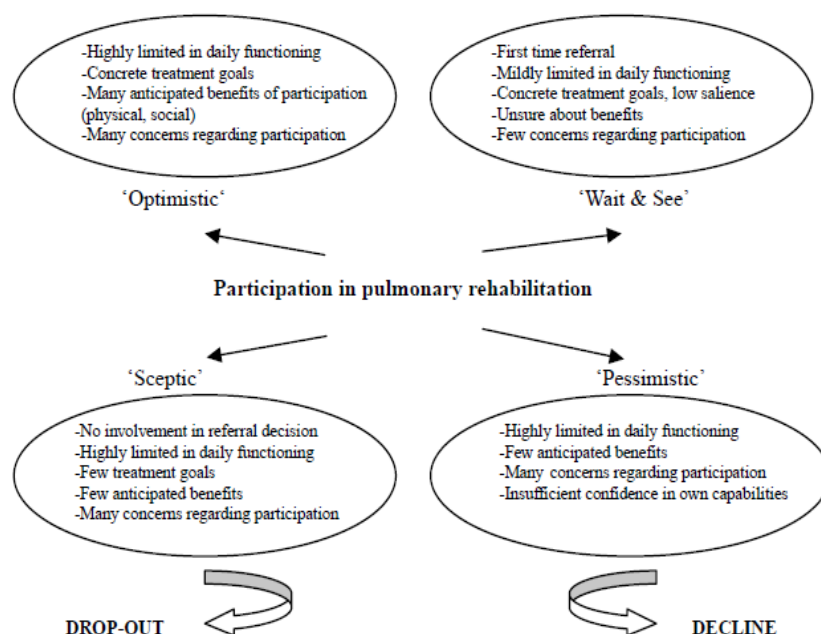 -Highly limited in daily functioning
-Concrete treatment goals
-Many anticipated benefits of participation
(physical, social)
-Many concerns regarding participation
‘Optimistic‘
-First time referral
-Mildly limited in daily functioning
-Concrete treatment goals, low salience
-Unsure about benefits
-Few concerns regarding participation
‘Wait & See’
Participation in pulmonary rehabilitation
‘Sceptic’
-No involvement in referral decision
-Highly limited in daily functioning
-Few treatment goals
-Few anticipated benefits
-Many concerns regarding participation
DROP-OUT
‘Pessimistic’
-Highly limited in daily functioning
-Few anticipated benefits
-Many concerns regarding participation
-Insufficient confidence in own capabilities
DECLINE